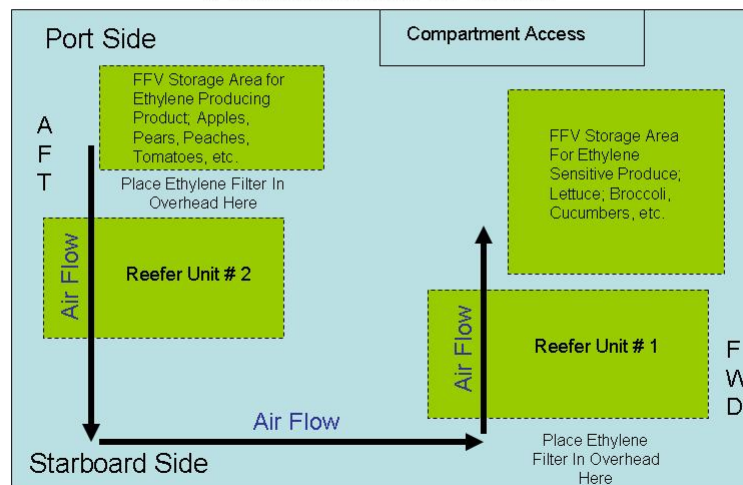 Port Side
Compartment Access
AFT
FFV Storage Area for
Ethylene Producing
Product; Apples,
Pears, Peaches,
Tomatoes, etc.
Place Ethylene Filter In
Overhead Here
FFV Storage Area
For Ethylene
Sensitive Produce;
Lettuce; Broccoli,
Cucumbers, etc.
Air Flow
Reefer Unit # 2
Air Flow
Reefer Unit # 1
FWD
Air Flow
Place Ethylene
Filter In Overhead
Here
Starboard Side